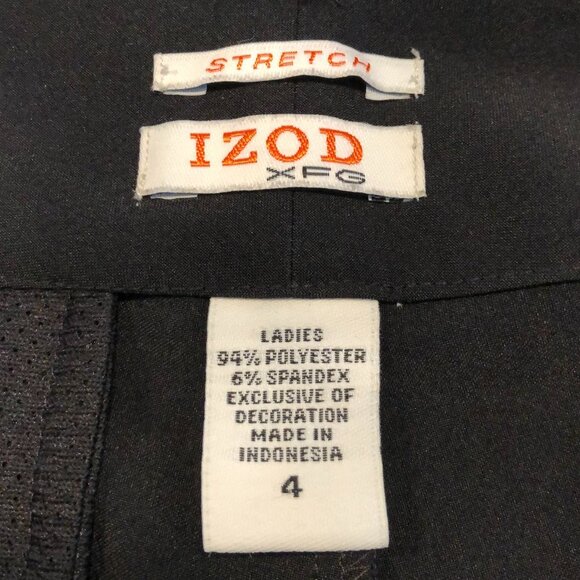 STRETCH
IZOD
XFG
LADIES
94% POLYESTER
6% SPANDEX
EXCLUSIVE OF
DECORATION
MADE IN
INDONESIA
4